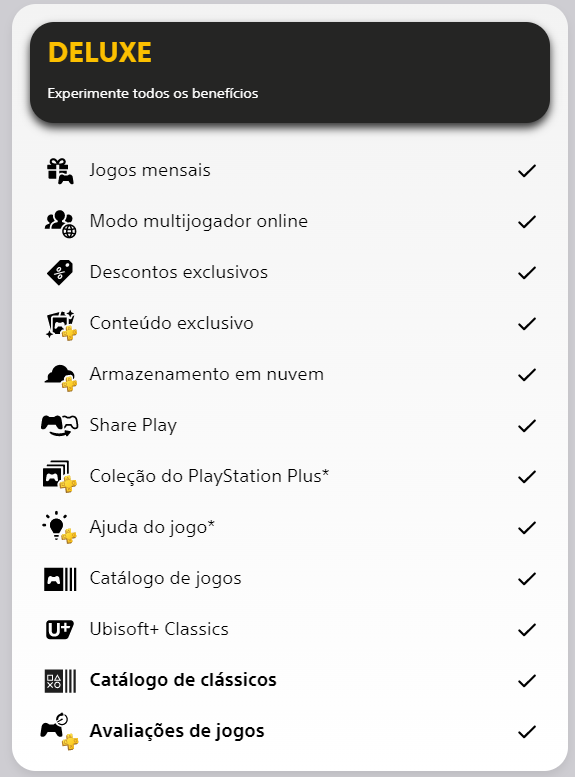 DELUXE
Experimente todos os benefícios
Jogos mensais
Modo multijogador online
Descontos exclusivos
Conteúdo exclusivo
Armazenamento em nuvem
Share Play
Coleção do PlayStation Plus*
Ajuda do jogo*
Catálogo de jogos
U+ Ubisoft+ Classics
Catálogo de clássicos
Avaliações de jogos